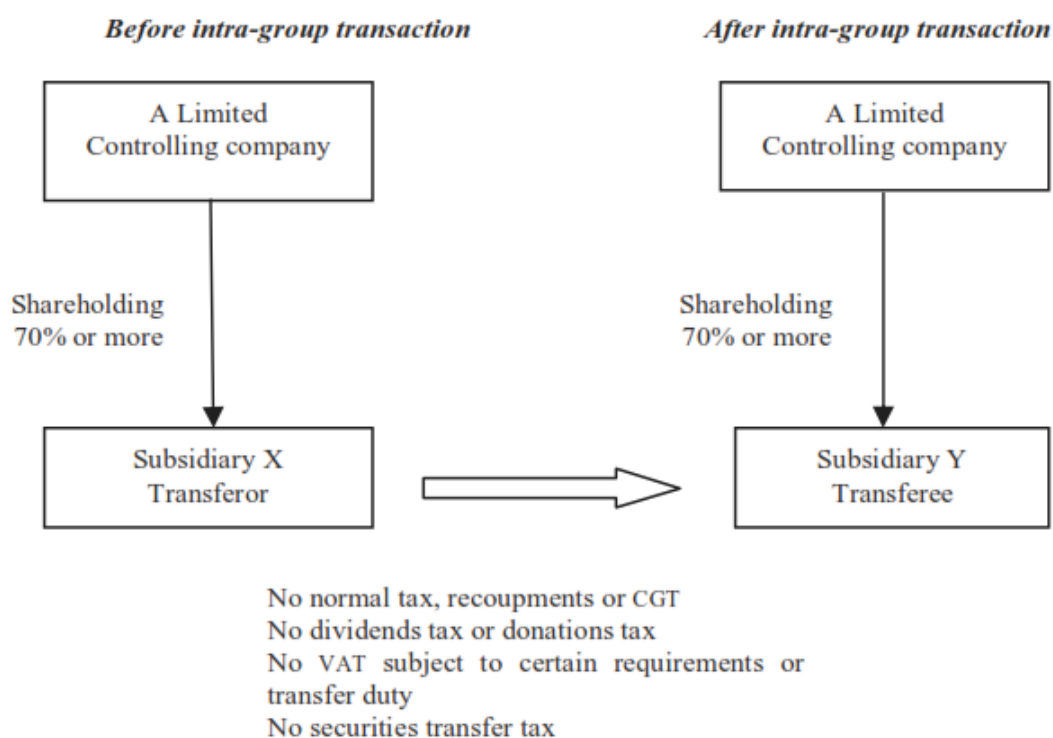 Before intra-group transaction
After intra-group transaction
A Limited
Controlling company
A Limited
Controlling company
Shareholding
70% or more
Shareholding
70% or more
Subsidiary X
Transferor
Subsidiary Y
Transferee
No normal tax, recoupments or CGT
No dividends tax or donations tax
No VAT subject to certain requirements or
transfer duty
No securities transfer tax